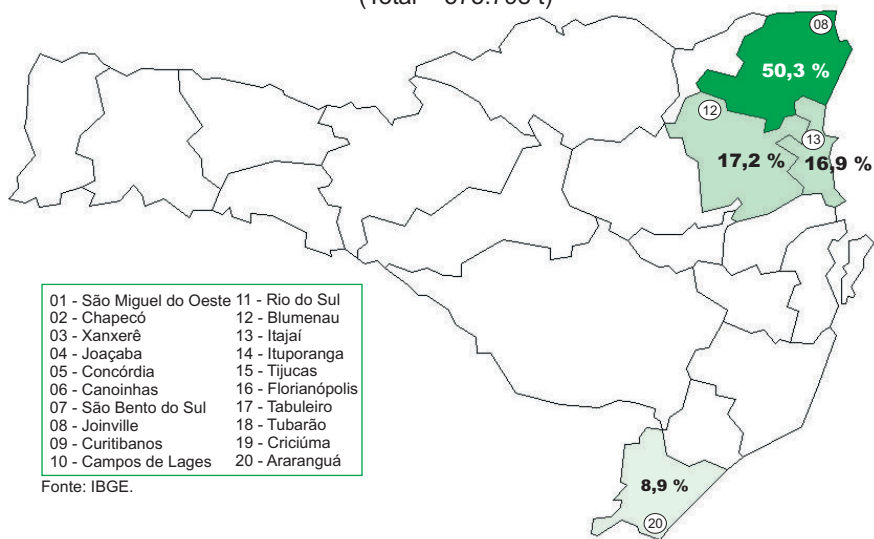 08
50,3 %
12
13
17,2 %
16,9 %
01 - São Miguel do Oeste
02 - Chapecó
03 - Xanxerê
04 - Joaçaba
05 - Concórdia
06 - Canoinhas
07 - São Bento do Sul
08 - Joinville
09 - Curitibanos
10 - Campos de Lages
11 - Rio do Sul
12 - Blumenau
13 - Itajaí
14 - Ituporanga
15 - Tijucas
16 - Florianópolis
17 - Tabuleiro
18 - Tubarão
19 - Criciúma
20 - Araranguá
Fonte: IBGE.
8,9 %
20